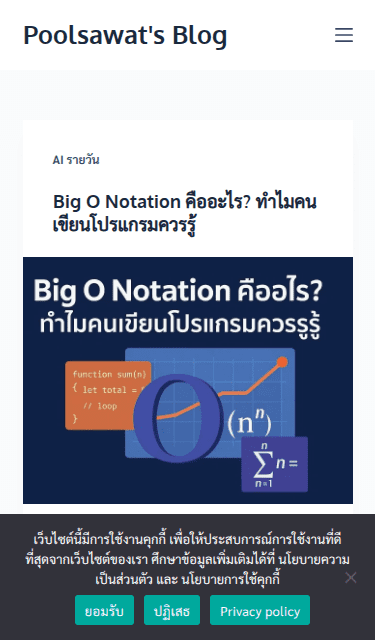 Poolsawat's Blog
AI รายวัน
Big O Notation คืออะไร? ทำไมคน
เขียนโปรแกรมควรรู้
Big O Notation คืออไร?
ทำไมคนเขียนโปรแกรมควรรูรู้
function sum(n)
{ let total =
// loop
}
O(nⁿ)
n
∑ n =
n=1
เว็บไซต์นี้มีการใช้งานคุกกี้ เพื่อให้ประสบการณ์การใช้งานที่ดี
ที่สุดจากเว็บไซต์ของเรา ศึกษาข้อมูลเพิ่มเติมได้ที่ นโยบายความ
เป็นส่วนตัว และ นโยบายการใช้คุกกี้
ยอมรับ ปฏิเสธ Privacy policy